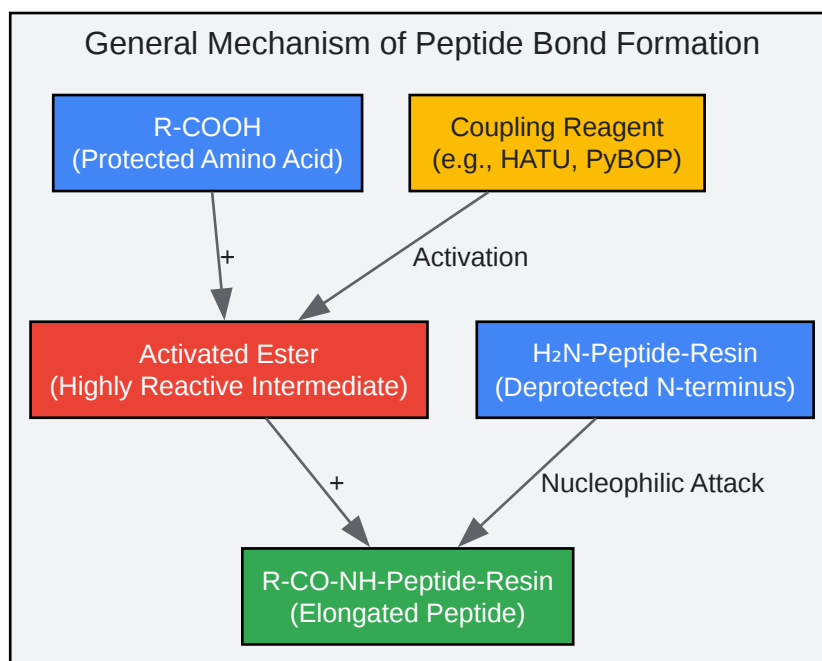 General Mechanism of Peptide Bond Formation
R-COOH
(Protected Amino Acid)
Coupling Reagent
(e.g., HATU, PyBOP)
+
Activation
Activated Ester
(Highly Reactive Intermediate)
H₂N-Peptide-Resin
(Deprotected N-terminus)
+
Nucleophilic Attack
R-CO-NH-Peptide-Resin
(Elongated Peptide)